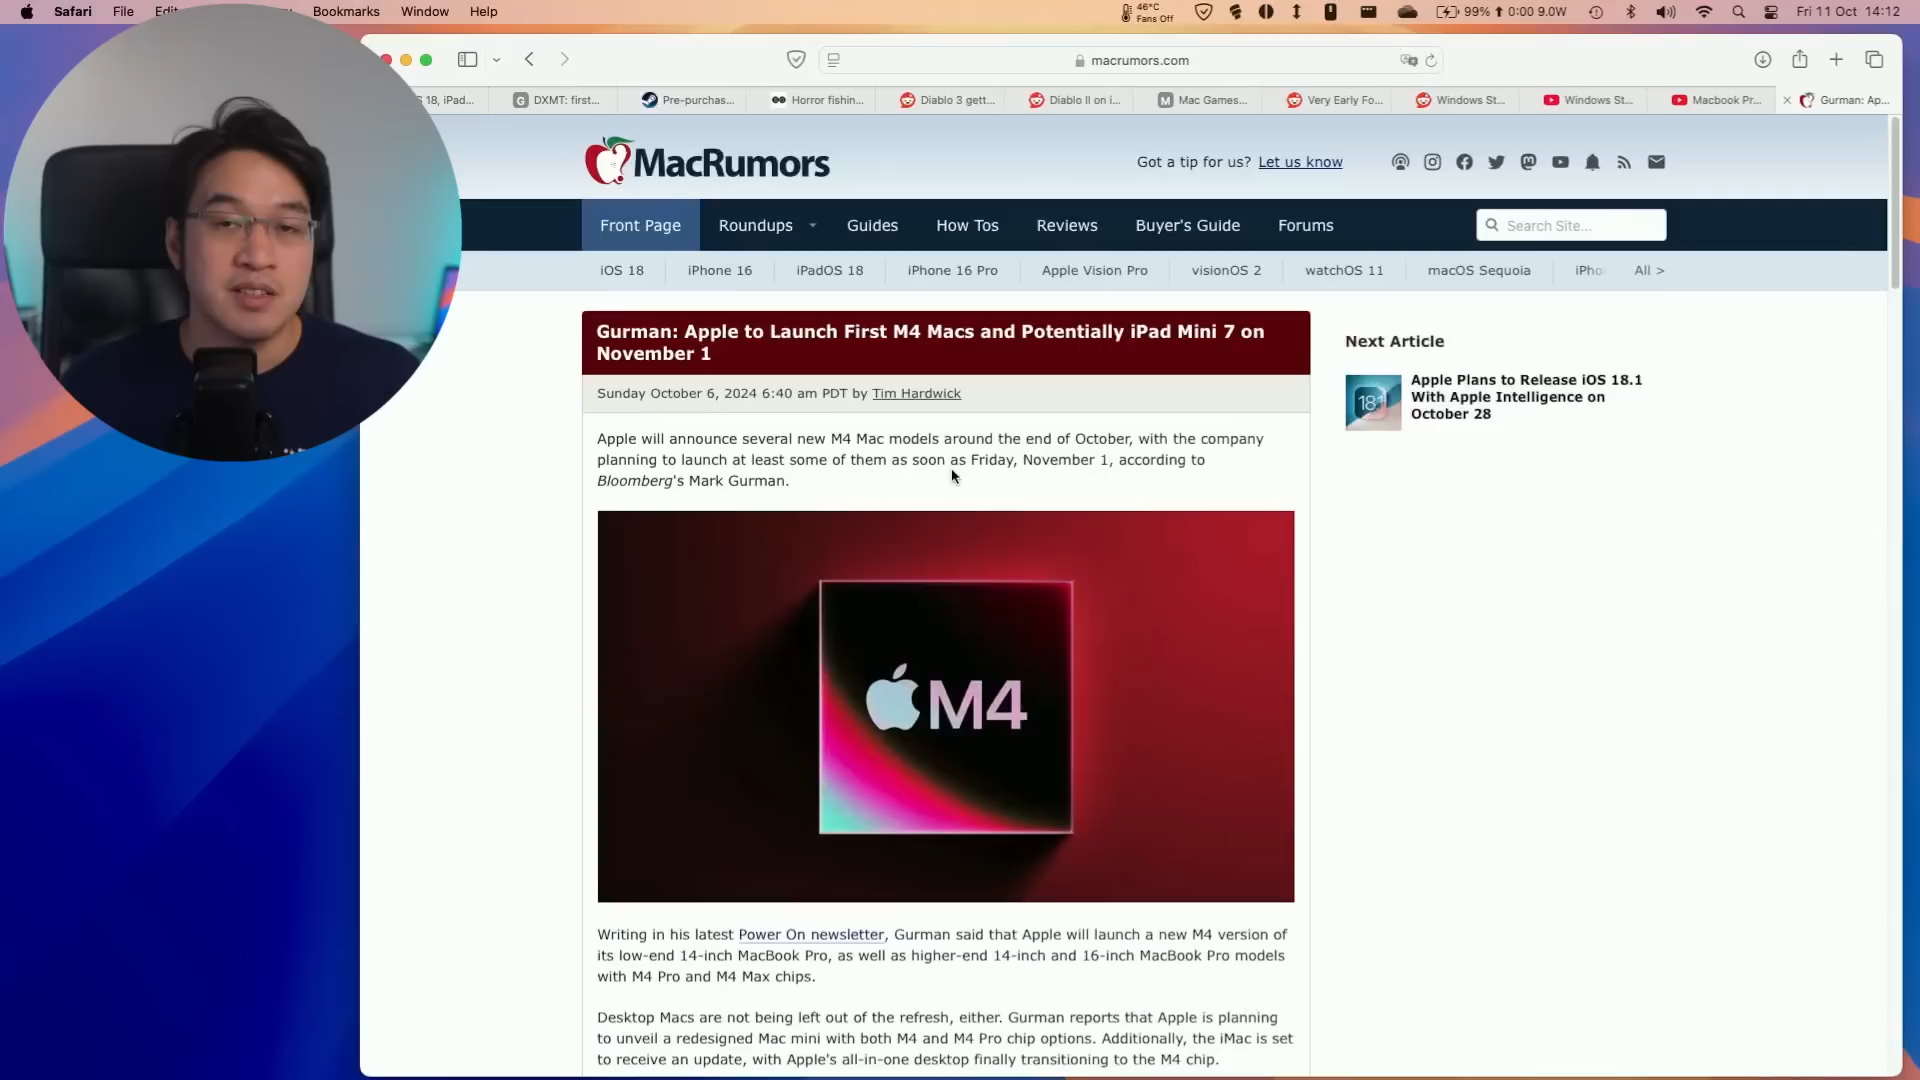 Safari File Bookmarks Window Help
46°C
Fans Off
99% 0:00 9.0W
Fri 11 Oct 14:12
macrumors.com
S 18, iPad...
DXMT: first...
Pre-purchas...
Horror fishin...
Diablo 3 gett...
Diablo II on i...
Mac Games...
Very Early Fo...
Windows St...
Windows St...
Macbook Pr...
Gurman: Ap...
MacRumors
Got a tip for us? Let us know
Front Page Roundups Guides How Tos Reviews Buyer's Guide Forums
Search Site...
iOS 18 iPhone 16 iPadOS 18 iPhone 16 Pro Apple Vision Pro visionOS 2 watchOS 11 macOS Sequoia iPho All >
Gurman: Apple to Launch First M4 Macs and Potentially iPad Mini 7 on
November 1
Sunday October 6, 2024 6:40 am PDT by Tim Hardwick
Apple will announce several new M4 Mac models around the end of October, with the company
planning to launch at least some of them as soon as Friday, November 1, according to
Bloomberg's Mark Gurman.
M4
Writing in his latest Power On newsletter, Gurman said that Apple will launch a new M4 version of
its low-end 14-inch MacBook Pro, as well as higher-end 14-inch and 16-inch MacBook Pro models
with M4 Pro and M4 Max chips.
Desktop Macs are not being left out of the refresh, either. Gurman reports that Apple is planning
to unveil a redesigned Mac mini with both M4 and M4 Pro chip options. Additionally, the iMac is set
to receive an update, with Apple's all-in-one desktop finally transitioning to the M4 chip.
Next Article
18.1
Apple Plans to Release iOS 18.1
With Apple Intelligence on
October 28